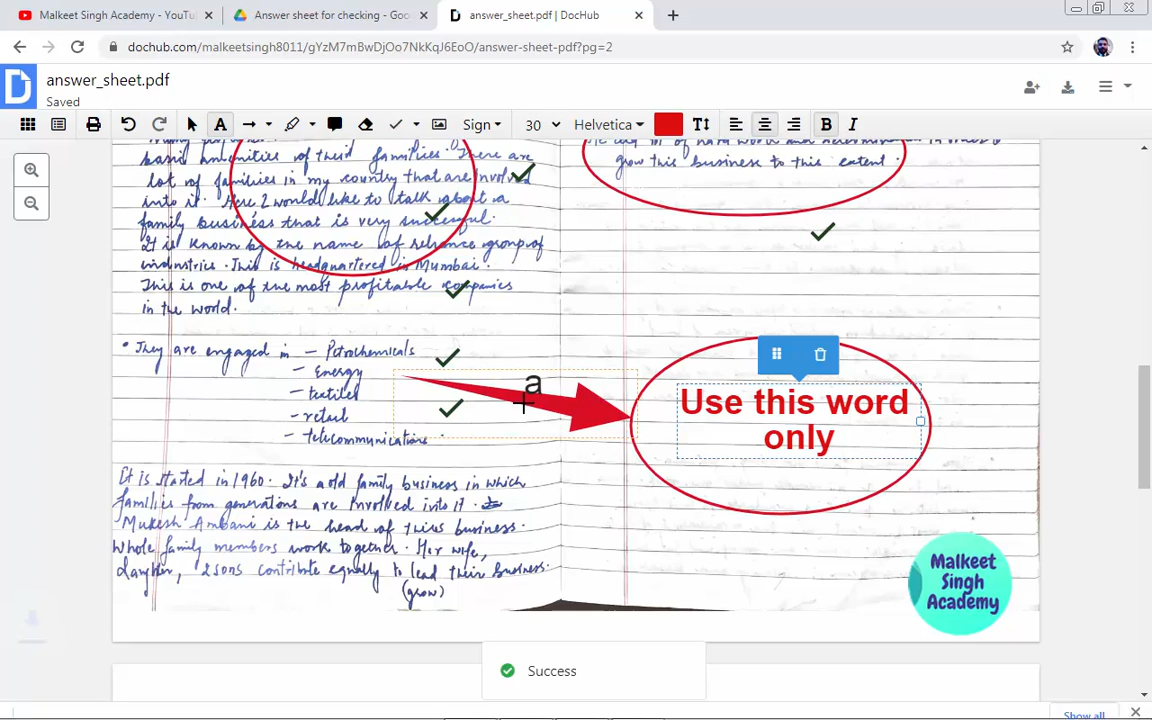 Malkeet Singh Academy - YouTu
Answer sheet for checking - Goo
answer_sheet.pdf | DocHub
dochub.com/malkeetsingh8011/gYzM7mBwDjOo7NkKqJ6EoO/answer-sheet-pdf?pg=2
answer_sheet.pdf
Saved
A
Sign
30
Helvetica
B
I
basic amenities of their families. There are
lot of families in my country that are involved
into it. Here I would like to talk about a
family business that is very successful.
It is known by the name of reliance group of
industries. This is headquartered in Mumbai.
This is one of the most profitable companies
in the world.
• They are engaged in - Petrochemicals
- Energy
- textiles
- retail
- telecommunications
It is started in 1960. It's a old family business in which
families from generations are involved into it.
Mukesh Ambani is the head of this business.
Whole family members work together. Her wife,
daughter, 2 sons contribute equally to lead their business.
(grow)
grow this business to this extent.
a
Use this word
only
Malkeet
Singh
Academy
Success
Show all